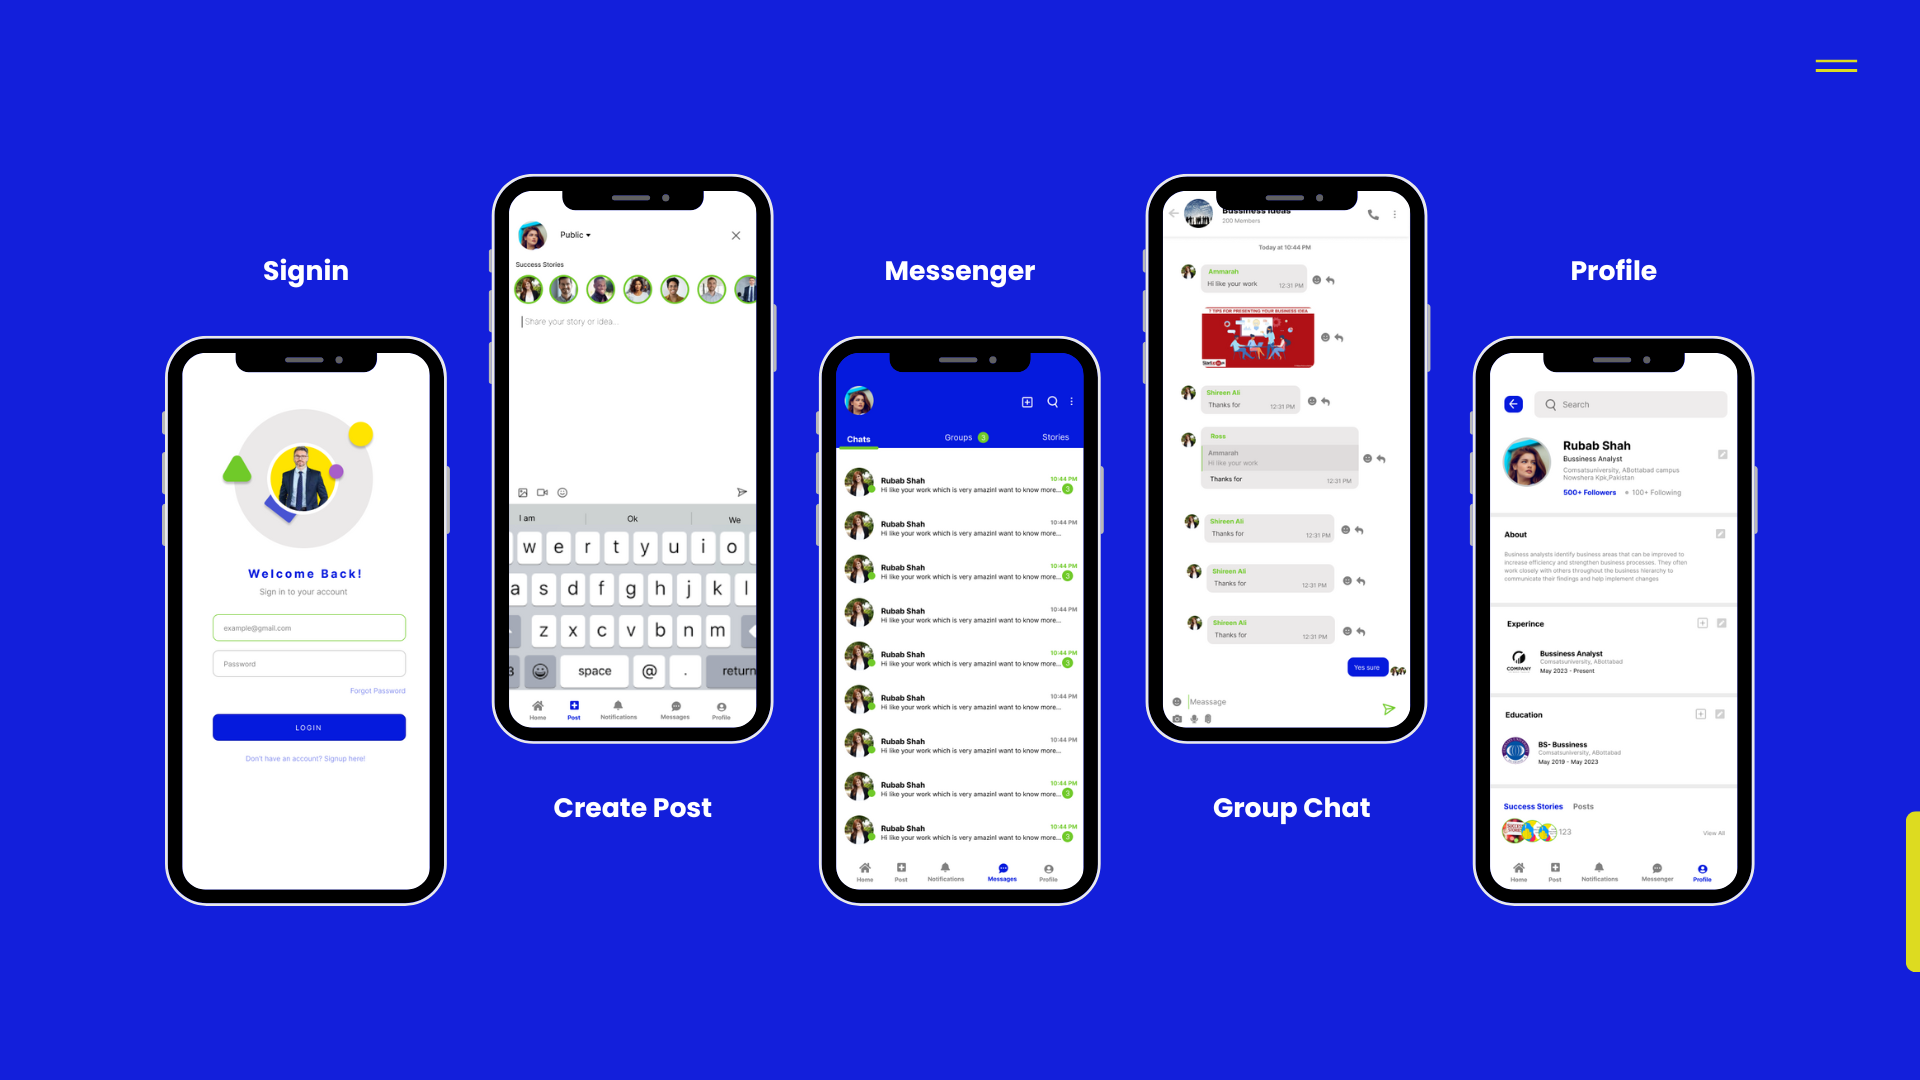 Signin
Welcome Back!
Sign in to your account
example@gmail.com
Password
Forgot Password
LOGIN
Don't have an account? Signup here!
Public
Success Stories
Share your story or idea...
I am Ok We
w e r t y u i o
a s d f g h j k l
z x c v b n m
space @ . return
Home Post Notifications Messages Profile
Create Post
Messenger
Chats Groups 3 Stories
Rubab Shah 10:44 PM
Hi like your work which is very amazinI want to know more... 3
Rubab Shah 10:44 PM
Hi like your work which is very amazinI want to know more...
Rubab Shah 10:44 PM
Hi like your work which is very amazinI want to know more... 3
Rubab Shah 10:44 PM
Hi like your work which is very amazinI want to know more...
Rubab Shah 10:44 PM
Hi like your work which is very amazinI want to know more... 3
Rubab Shah 10:44 PM
Hi like your work which is very amazinI want to know more...
Rubab Shah 10:44 PM
Hi like your work which is very amazinI want to know more...
Rubab Shah 10:44 PM
Hi like your work which is very amazinI want to know more... 3
Rubab Shah 10:44 PM
Hi like your work which is very amazinI want to know more... 3
Home Post Notifications Messages Profile
Bussiness Ideas
200 Members
Today at 10:44 PM
Ammarah
Hi like your work 12:31 PM
7 TIPS FOR PRESENTING YOUR BUSINESS IDEA
Shireen Ali
Thanks for 12:31 PM
Ross
Ammarah
Hi like your work
Thanks for 12:31 PM
Shireen Ali
Thanks for 12:31 PM
Shireen Ali
Thanks for 12:31 PM
Shireen Ali
Thanks for 12:31 PM
Yes sure
Meassage
Group Chat
Profile
Search
Rubab Shah
Bussiness Analyst
Comsatsuniversity, ABottabad campus
Nowshera Kpk,Pakistan
500+ Followers 100+ Following
About
Business analysts identify business areas that can be improved to
increase efficiency and strengthen business processes. They often
work closely with others throughout the business hierarchy to
communicate their findings and help implement changes
Experince
COMPANY
Bussiness Analyst
Comsatsuniversity, ABottabad
May 2023 - Present
Education
BS- Bussiness
Comsatsuniversity, ABottabad
May 2019 - May 2023
Success Stories Posts
123 View All
Home Post Notifications Messenger Profile